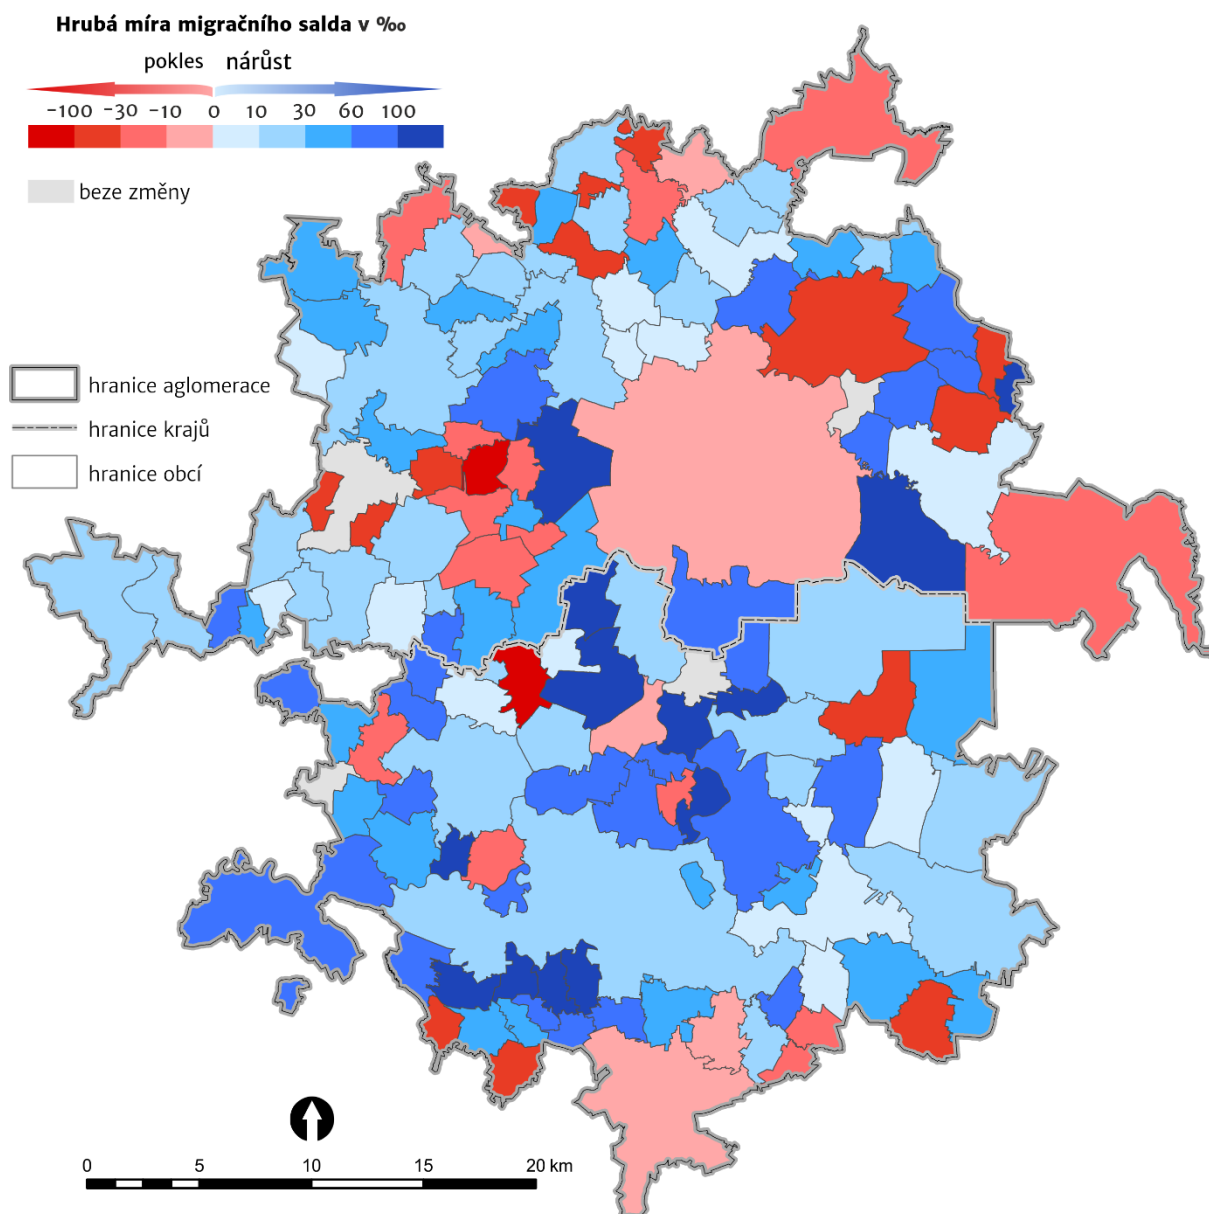 Hrubá míra migračního salda v ‰
pokles nárůst
−100 −30 −10 0 10 30 60 100
beze změny
hranice aglomerace
hranice krajů
hranice obcí
0 5 10 15 20 km